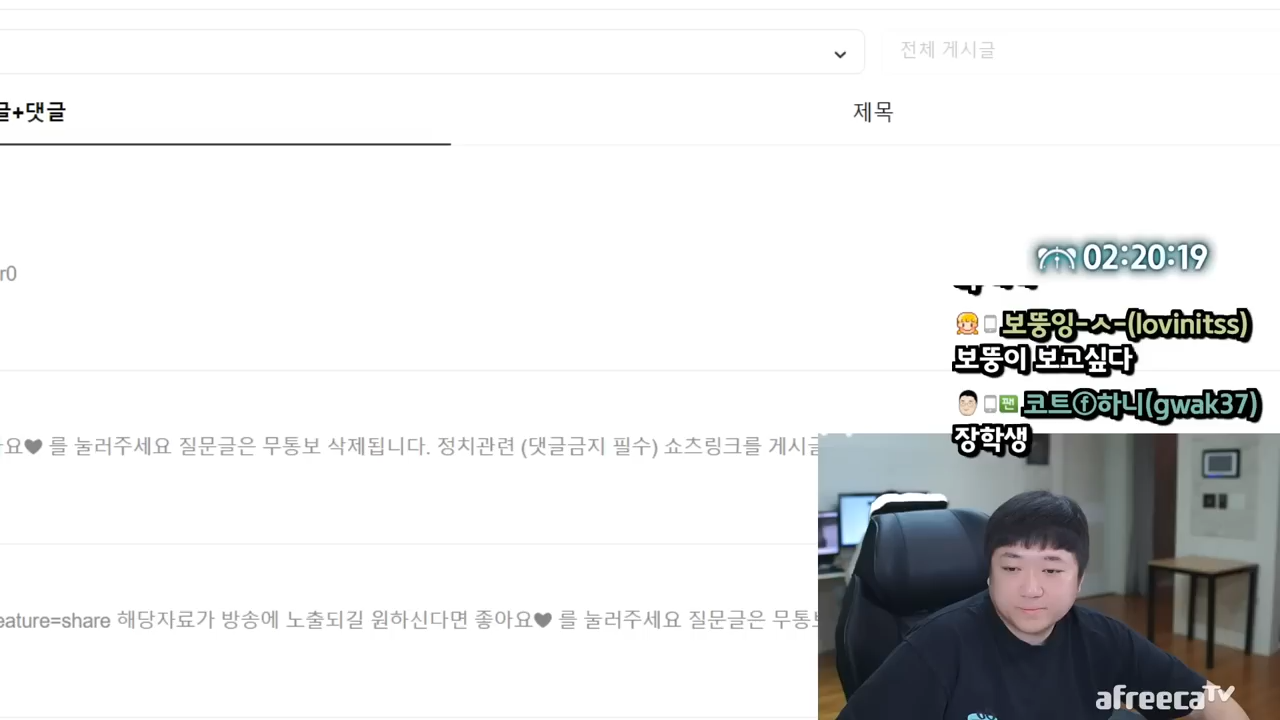 전체 게시글
글+댓글
제목
02:20:19
r0
보뚱잉-ㅅ-(lovinitss)
보뚱이 보고싶다
팬 코트ⓕ하니(gwak37)
장학생
요♥ 를 눌러주세요 질문글은 무통보 삭제됩니다. 정치관련 (댓글금지 필수) 쇼츠링크를 게시글
eature=share 해당자료가 방송에 노출되길 원하신다면 좋아요♥ 를 눌러주세요 질문글은 무통보
afreecaTV